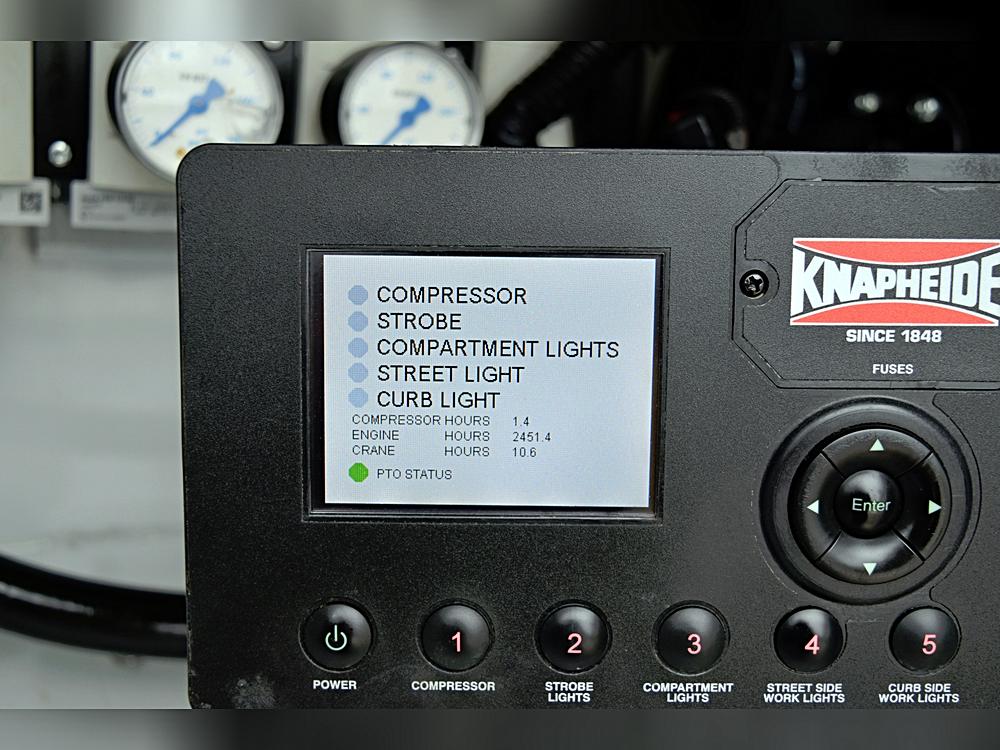 COMPRESSOR
STROBE
COMPARTMENT LIGHTS
STREET LIGHT
CURB LIGHT
COMPRESSOR HOURS 1.4
ENGINE HOURS 2451.4
CRANE HOURS 10.6
PTO STATUS
KNAPHEIDE
SINCE 1848
FUSES
Enter
1
2
3
4
5
POWER
COMPRESSOR
STROBE
LIGHTS
COMPARTMENT
LIGHTS
STREET SIDE
WORK LIGHTS
CURB SIDE
WORK LIGHTS